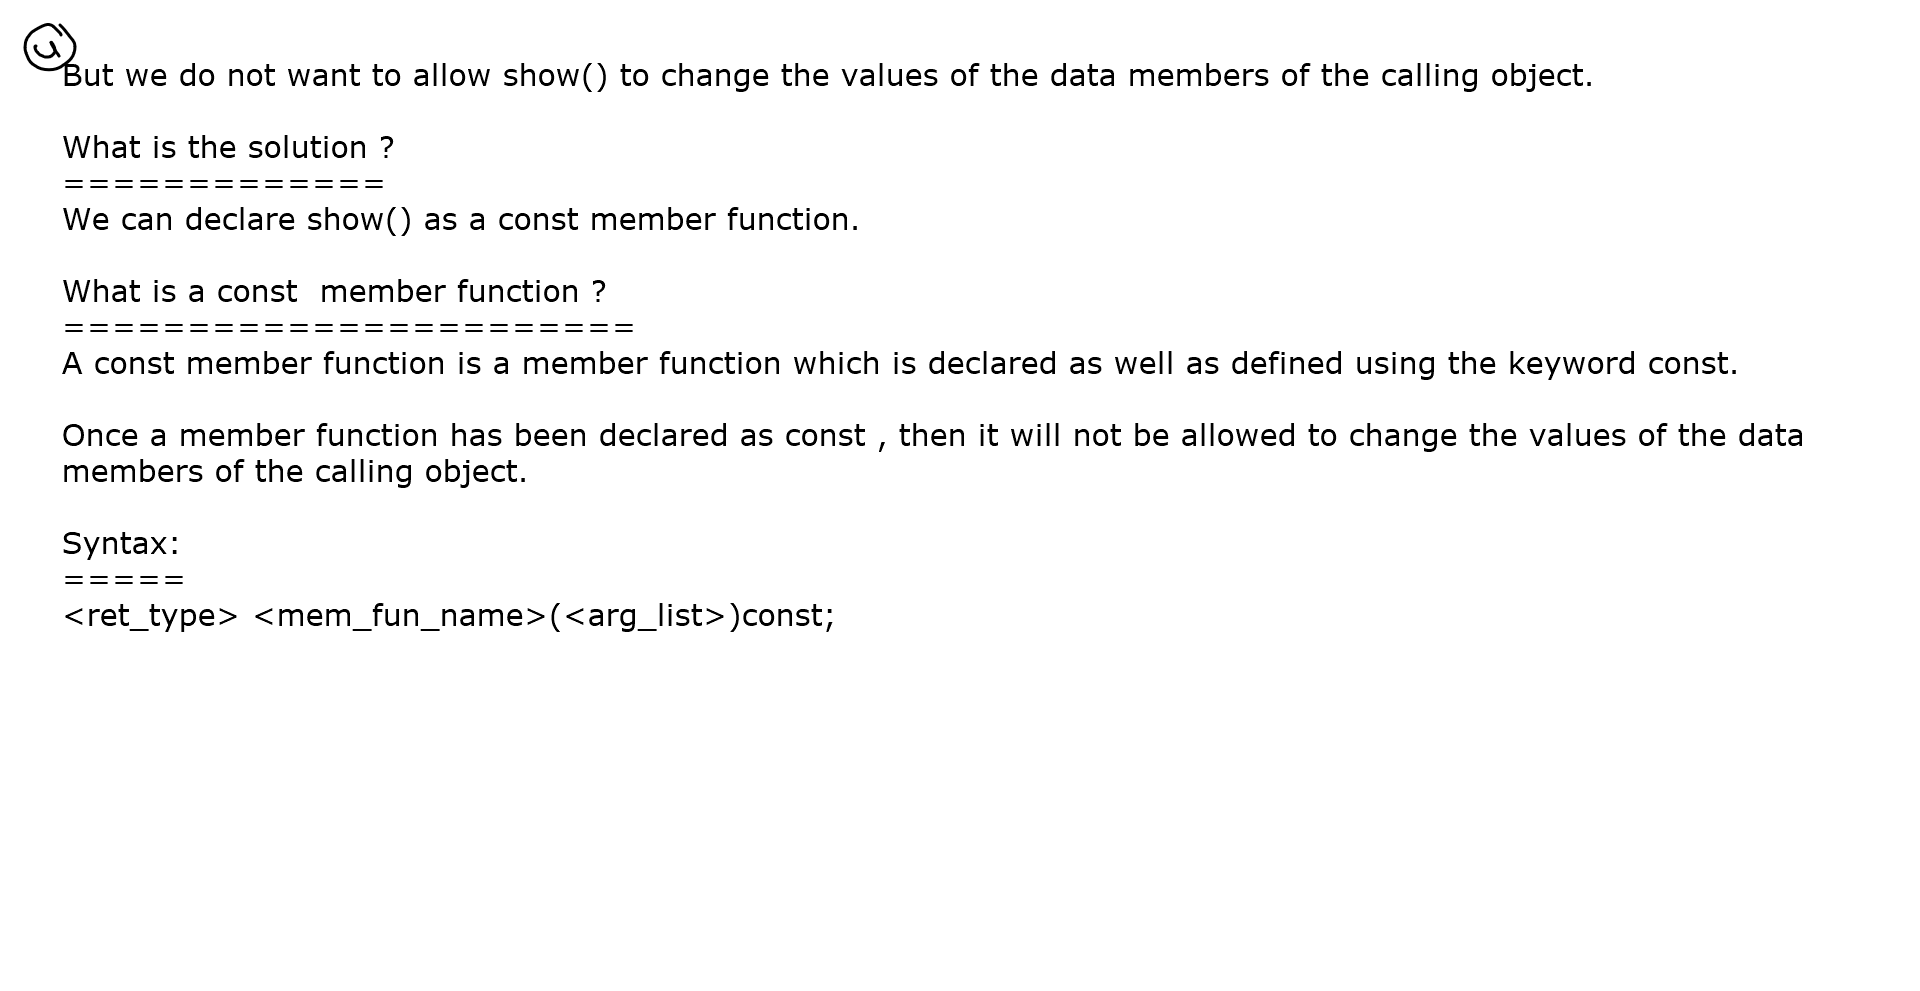 But we do not want to allow show() to change the values of the data members of the calling object.
What is the solution ?
=============
We can declare show() as a const member function.
What is a const  member function ?
=======================
A const member function is a member function which is declared as well as defined using the keyword const.
Once a member function has been declared as const , then it will not be allowed to change the values of the data
members of the calling object.
Syntax:
=====
<ret_type> <mem_fun_name>(<arg_list>)const;